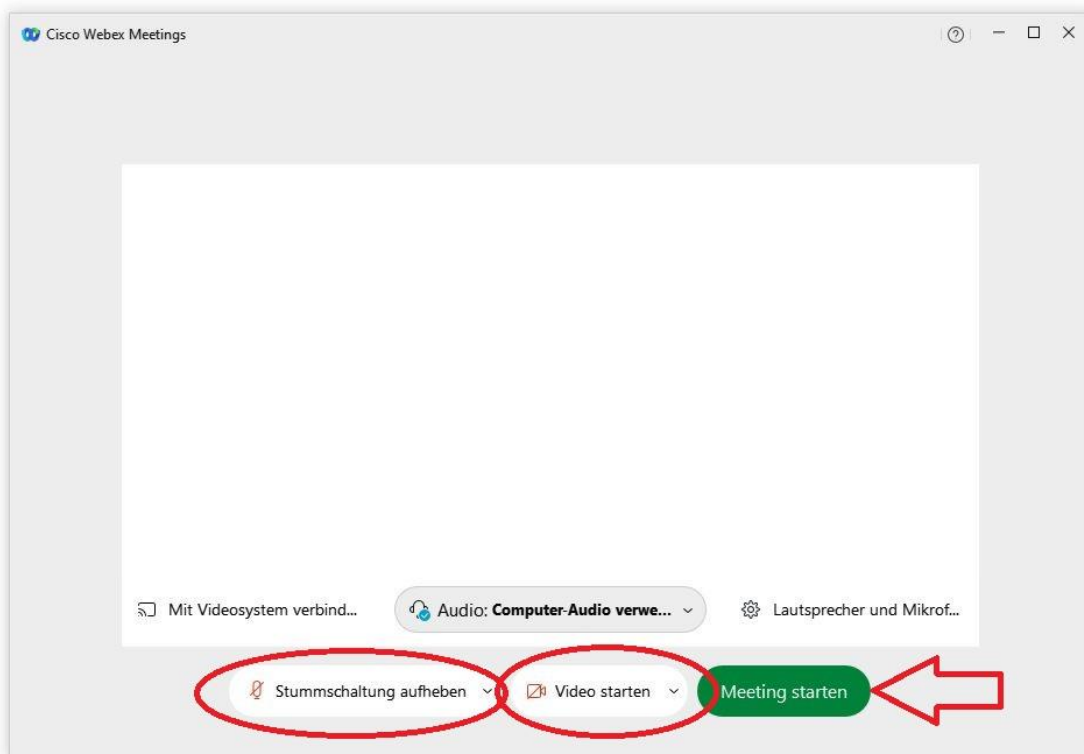 Cisco Webex Meetings
Mit Videosystem verbind...
Audio: Computer-Audio verwe...
Lautsprecher und Mikrof...
Stummschaltung aufheben
Video starten
Meeting starten